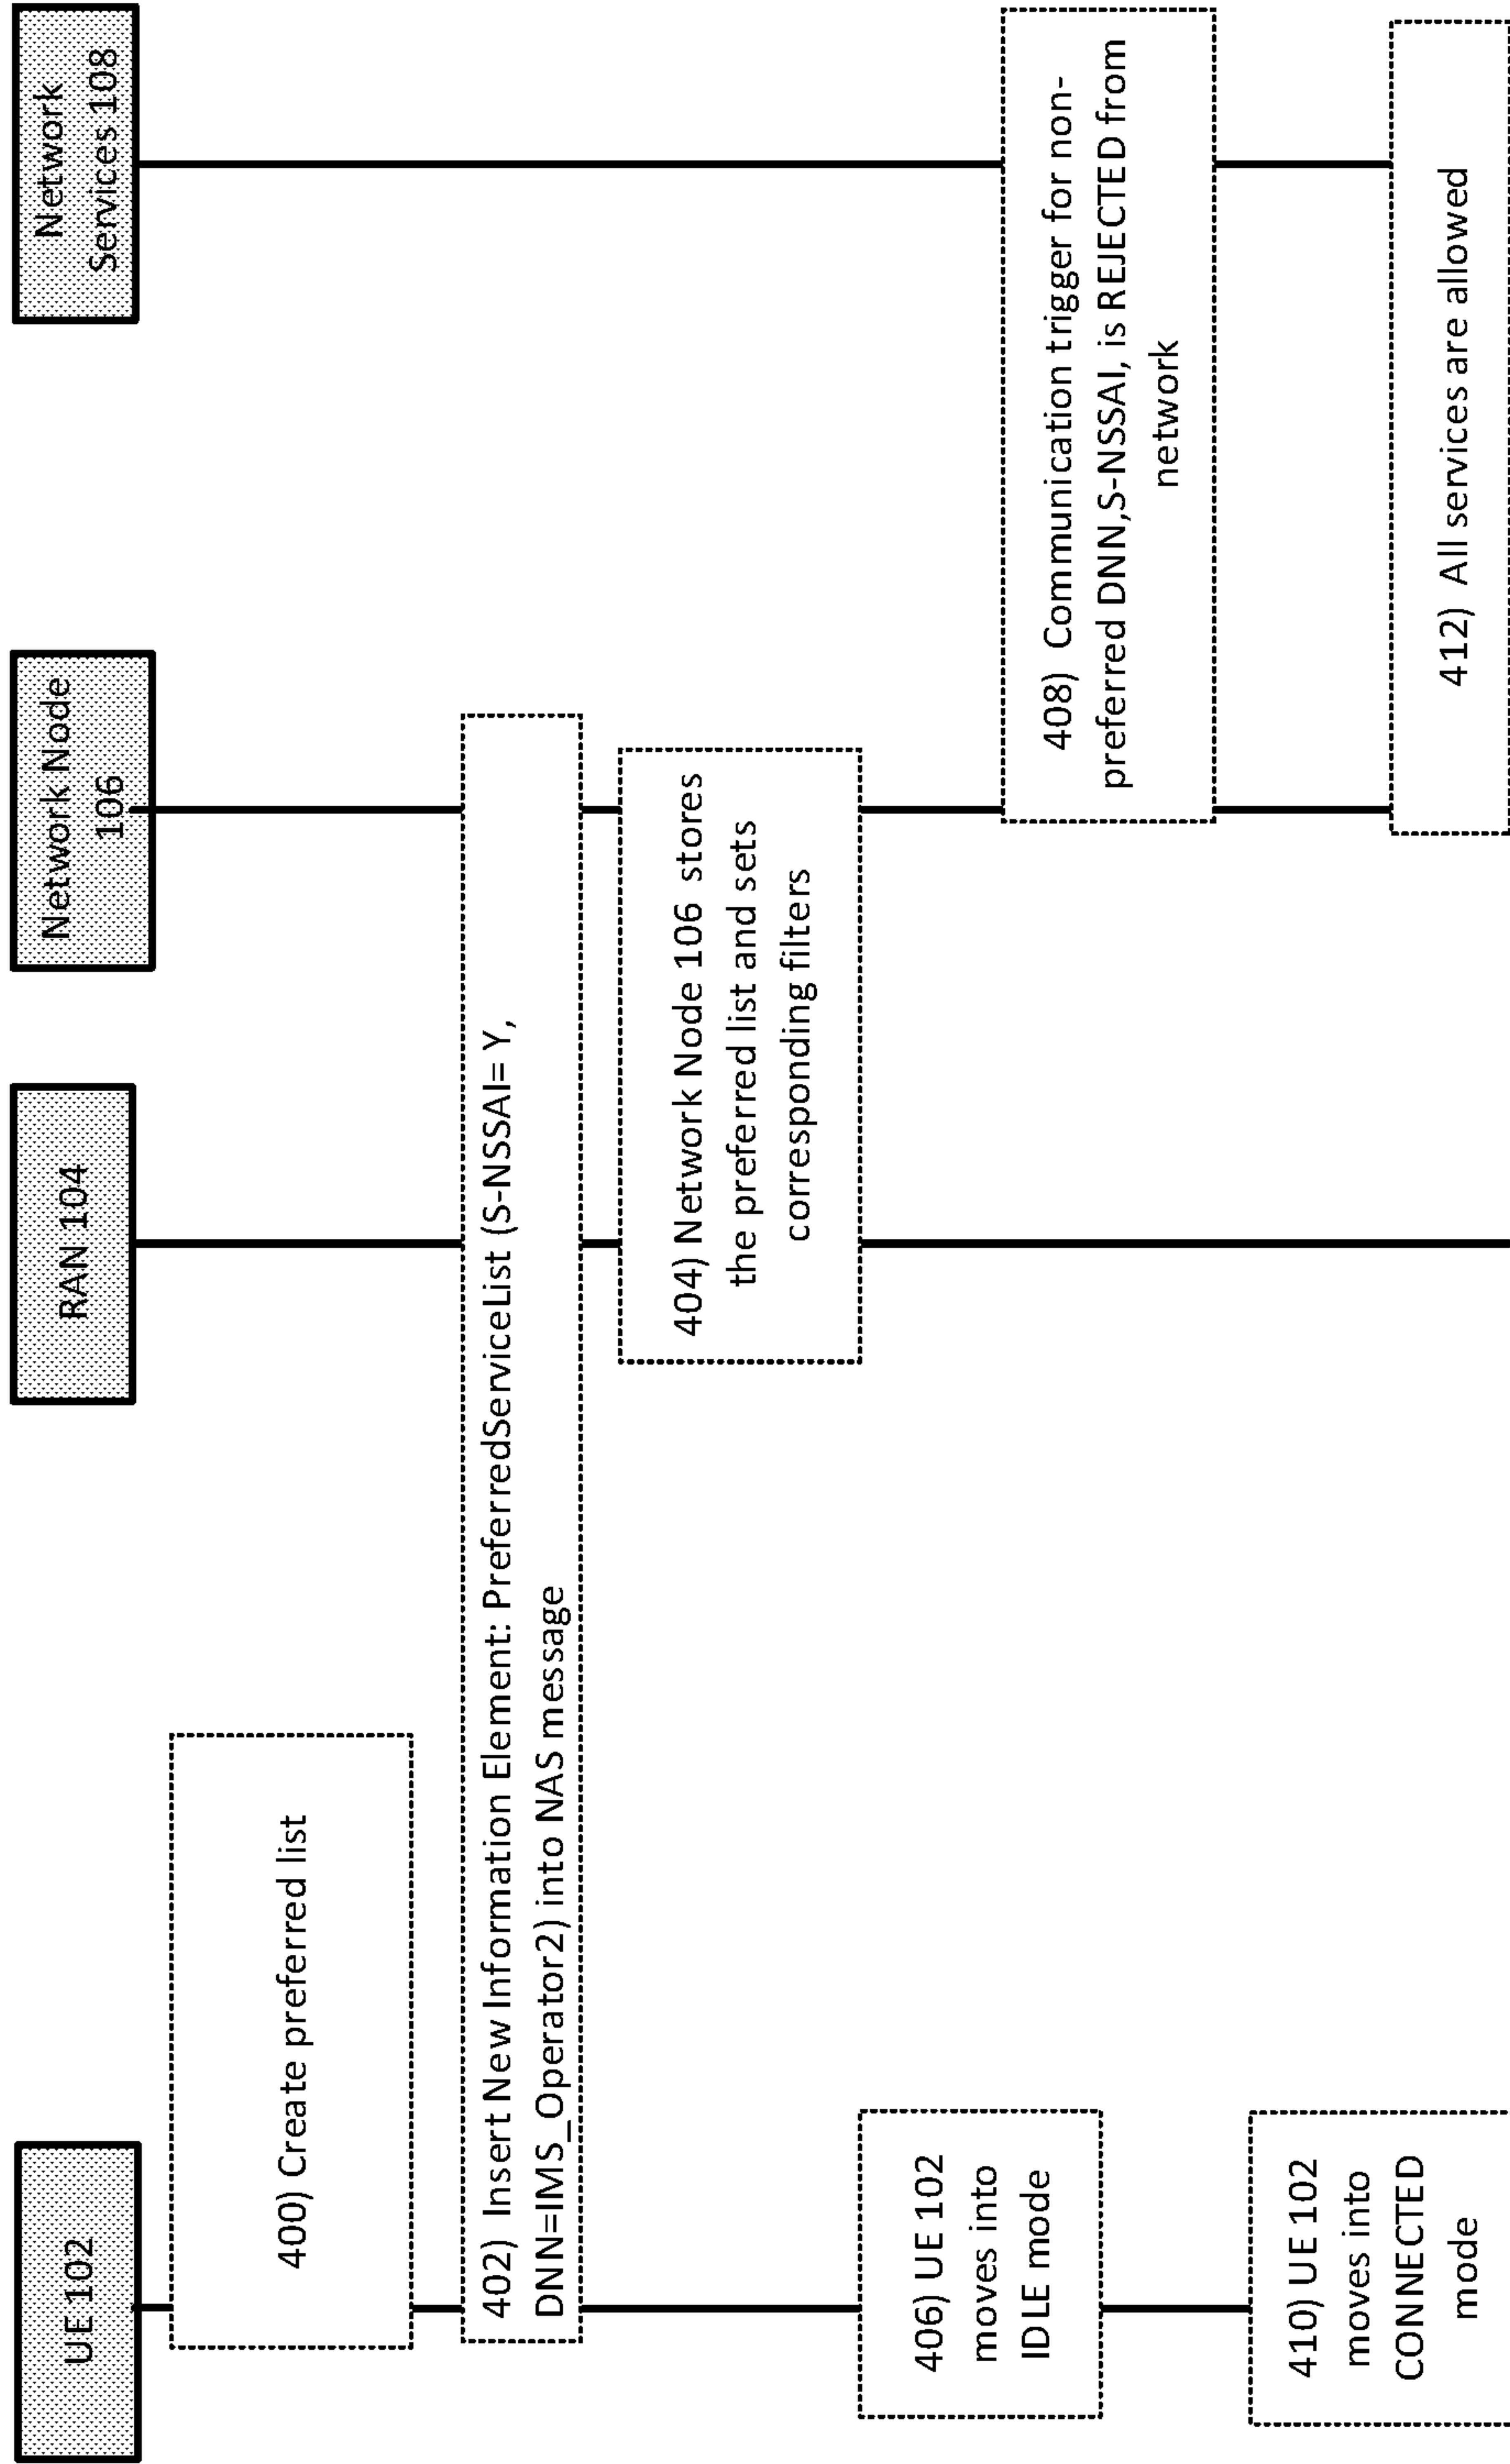 UE 102
RAN 104
Network Node
106
Network
Services 108
400) Create preferred list
402) Insert New Information Element: PreferredServiceList (S-NSSAI= Y,
DNN=IMS_Operator2) into NAS message
404) Network Node 106 stores
the preferred list and sets
corresponding filters
406) UE 102
moves into
IDLE mode
408) Communication trigger for non-
preferred DNN,S-NSSAI, is REJECTED from
network
410) UE 102
moves into
CONNECTED
mode
412) All services are allowed